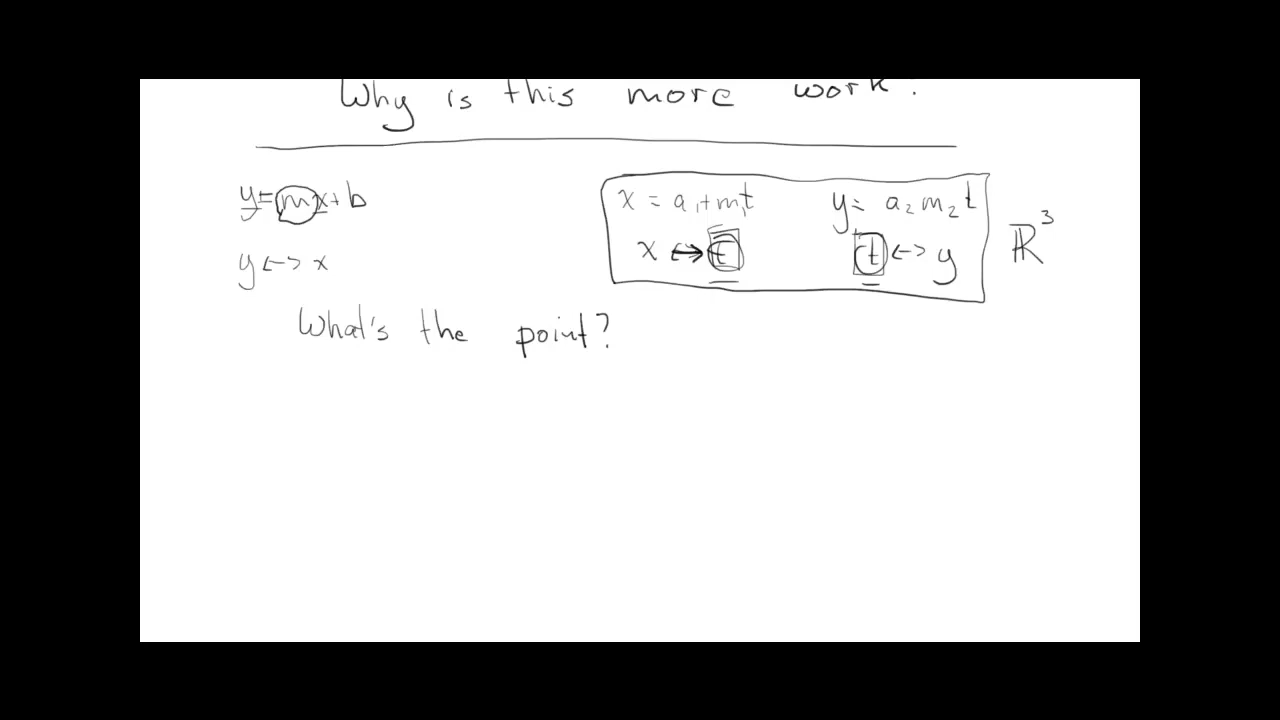 Why is this more work?
y=mx+b
x = a₁+m₁t y= a₂m₂t
y<->x
x<->t t<->y
ℝ³
What's the point?